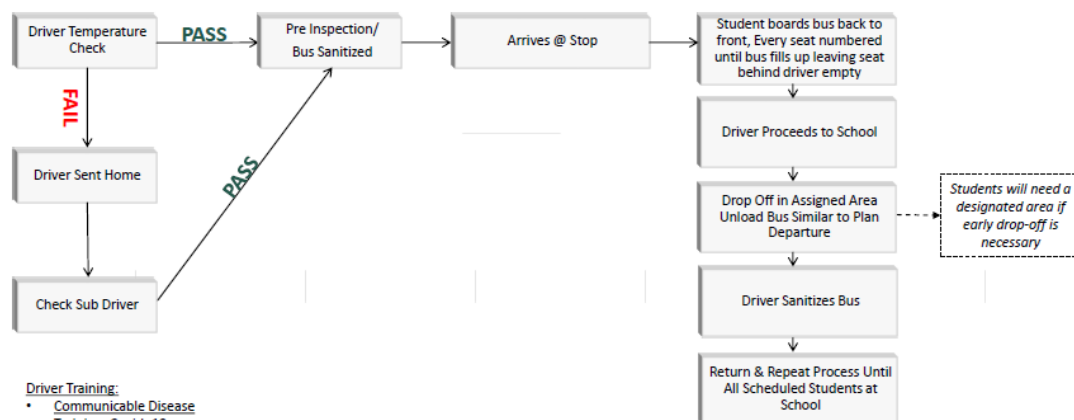 Driver Temperature
Check
PASS
Pre Inspection/
Bus Sanitized
Arrives @ Stop
Student boards bus back to
front, Every seat numbered
until bus fills up leaving seat
behind driver empty
FAIL
Driver Proceeds to School
Driver Sent Home
PASS
Drop Off in Assigned Area
Unload Bus Similar to Plan
Departure
Students will need a
designated area if
early drop-off is
necessary
Check Sub Driver
Driver Sanitizes Bus
Return & Repeat Process Until
All Scheduled Students at
School
Driver Training:
• Communicable Disease